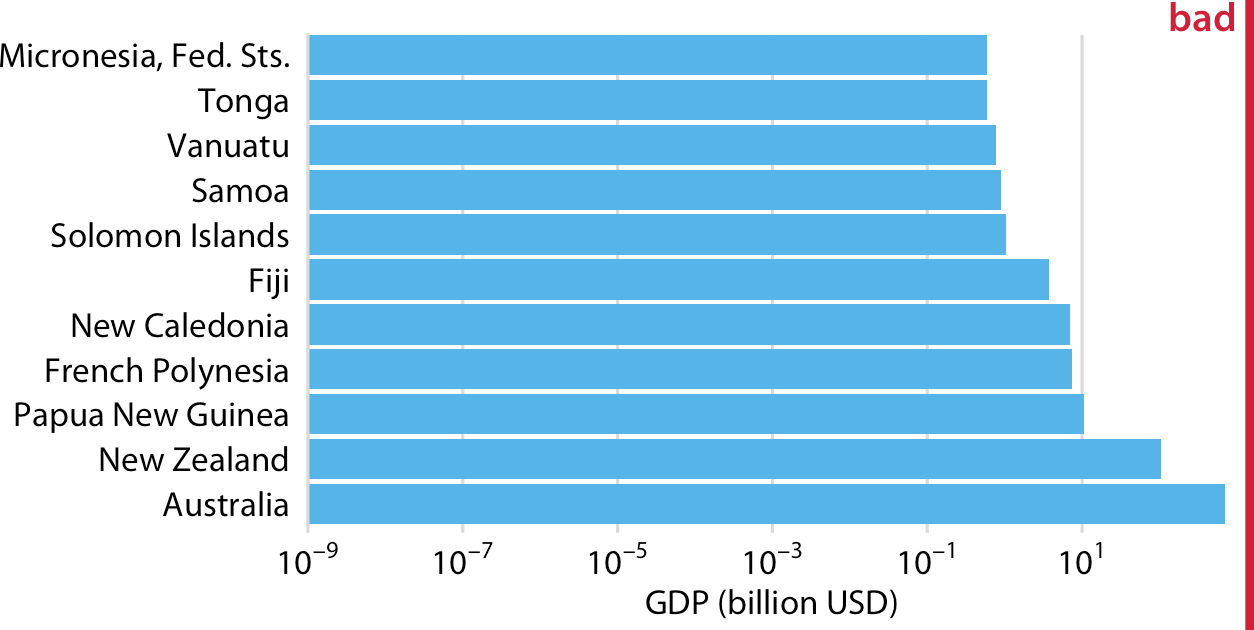 bad
Micronesia, Fed. Sts.
Tonga
Vanuatu
Samoa
Solomon Islands
Fiji
New Caledonia
French Polynesia
Papua New Guinea
New Zealand
Australia
10⁻⁹ 10⁻⁷ 10⁻⁵ 10⁻³ 10⁻¹ 10¹
GDP (billion USD)